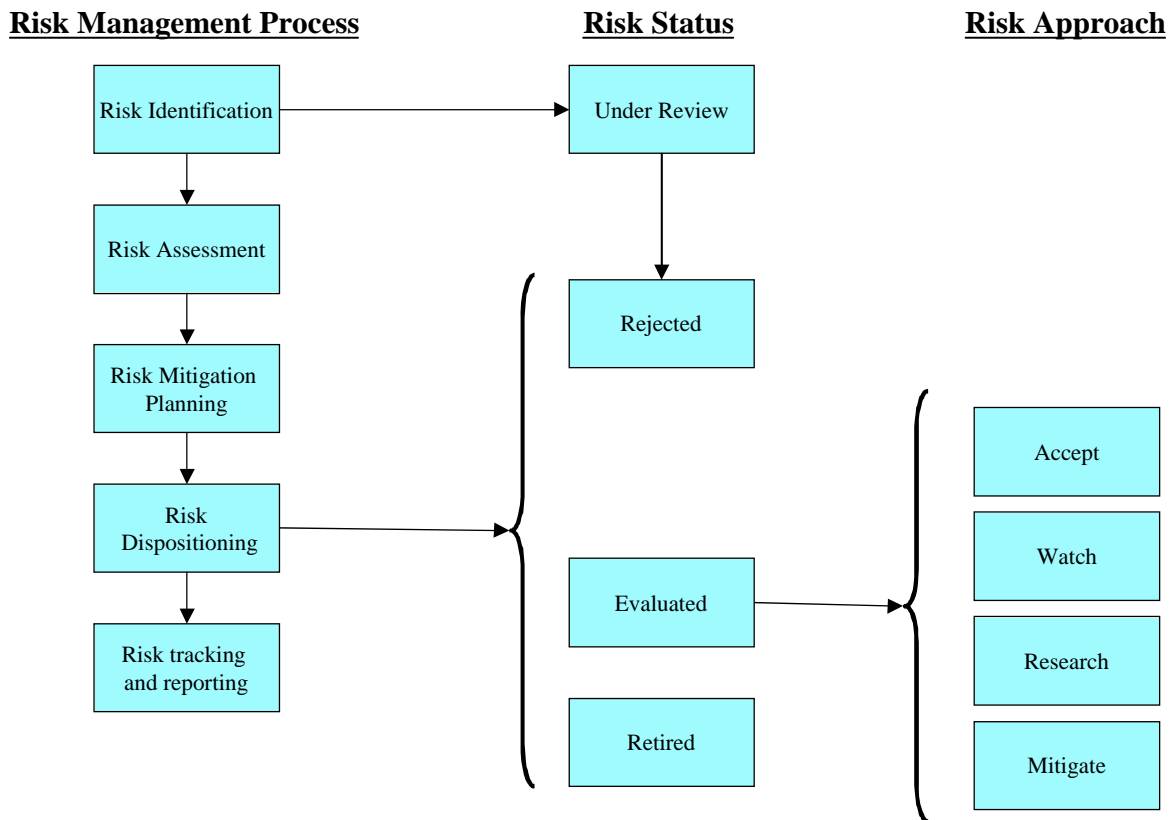 Risk Management Process
Risk Status
Risk Approach
Risk Identification
Under Review
Risk Assessment
Rejected
Risk Mitigation
Planning
Accept
Risk
Dispositioning
Watch
Evaluated
Risk tracking
and reporting
Research
Retired
Mitigate